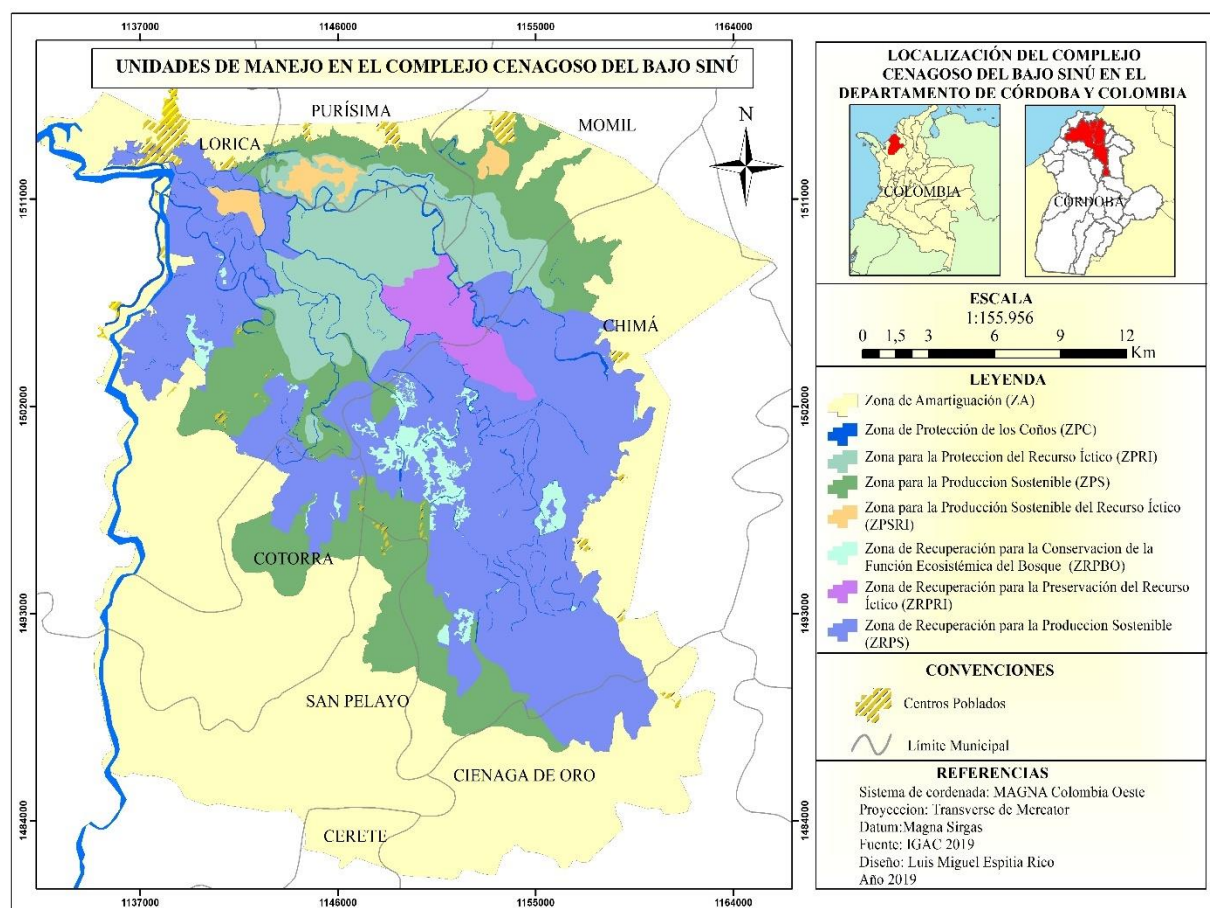 1137000
1146000
1155000
1164000
UNIDADES DE MANEJO EN EL COMPLEJO CENAGOSO DEL BAJO SINÚ
PURÍSIMA
MOMIL
LORICA
N
CHIMÁ
COTORRA
SAN PELAYO
CIENAGA DE ORO
CERETE
1511000
1502000
1493000
1484000
1511000
1502000
1493000
1484000
1137000
1146000
1155000
1164000
LOCALIZACIÓN DEL COMPLEJO
CENAGOSO DEL BAJO SINÚ EN EL
DEPARTAMENTO DE CÓRDOBA Y COLOMBIA
COLOMBIA
CÓRDOBA
ESCALA
1:155.956
0 1,5 3 6 9 12
Km
LEYENDA
Zona de Amartiguación (ZA)
Zona de Protección de los Coños (ZPC)
Zona para la Proteccion del Recurso Íctico (ZPRI)
Zona para la Produccion Sostenible (ZPS)
Zona para la Producción Sostenible del Recurso Íctico
(ZPSRI)
Zona de Recuperación para la Conservacion de la
Función Ecosistémica del Bosque (ZRPBO)
Zona de Recuperación para la Preservación del Recurso
Íctico (ZRPRI)
Zona de Recuperación para la Produccion Sostenible
(ZRPS)
CONVENCIONES
Centros Poblados
Límite Municipal
REFERENCIAS
Sistema de cordenada: MAGNA Colombia Oeste
Proyeccion: Transverse de Mercator
Datum:Magna Sirgas
Fuente: IGAC 2019
Diseño: Luis Miguel Espitia Rico
Año 2019